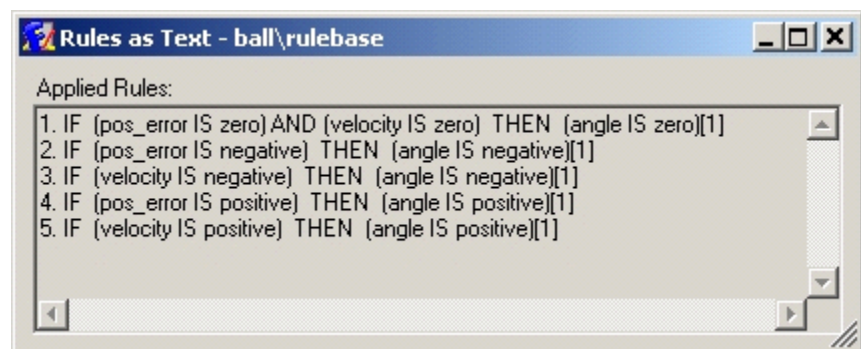 Rules as Text - ball\rulebase
Applied Rules:
1. IF (pos_error IS zero) AND (velocity IS zero) THEN (angle IS zero)[1]
2. IF (pos_error IS negative) THEN (angle IS negative)[1]
3. IF (velocity IS negative) THEN (angle IS negative)[1]
4. IF (pos_error IS positive) THEN (angle IS positive)[1]
5. IF (velocity IS positive) THEN (angle IS positive)[1]